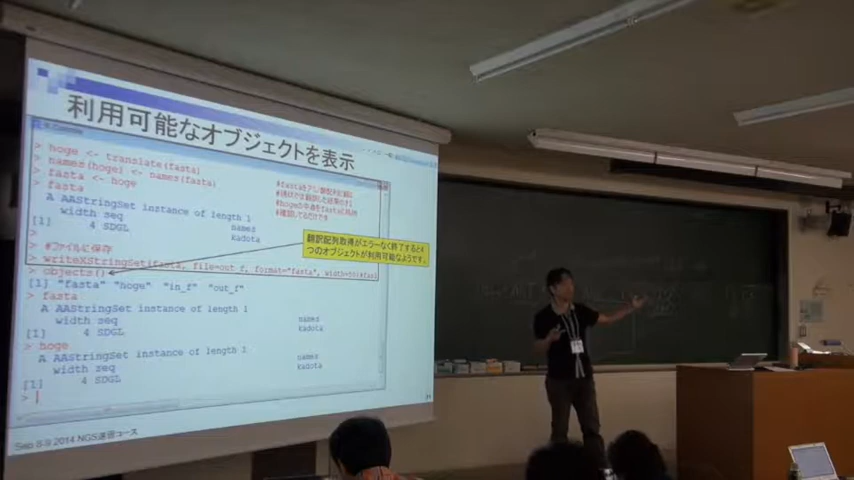 利用可能なオブジェクトを表示
> hoge <- translate(fasta)
> names(hoge) <- names(fasta)
> fasta <- hoge
> fasta
A AAStringSet instance of length 1
width seq names
[1] 4 SDGL kadota
>
> #ファイルに保存
> writeXStringSet(fasta, file=out_f, format="fasta", width=50)
> objects()
[1] "fasta" "hoge" "in_f" "out_f"
> fasta
A AAStringSet instance of length 1
width seq names
[1] 4 SDGL kadota
> hoge
A AAStringSet instance of length 1
width seq names
[1] 4 SDGL kadota
>
翻訳配列取得がエラーなく終了すると4
つのオブジェクトが利用可能なようです。
Sep 8-9 2014 NGS速習コース